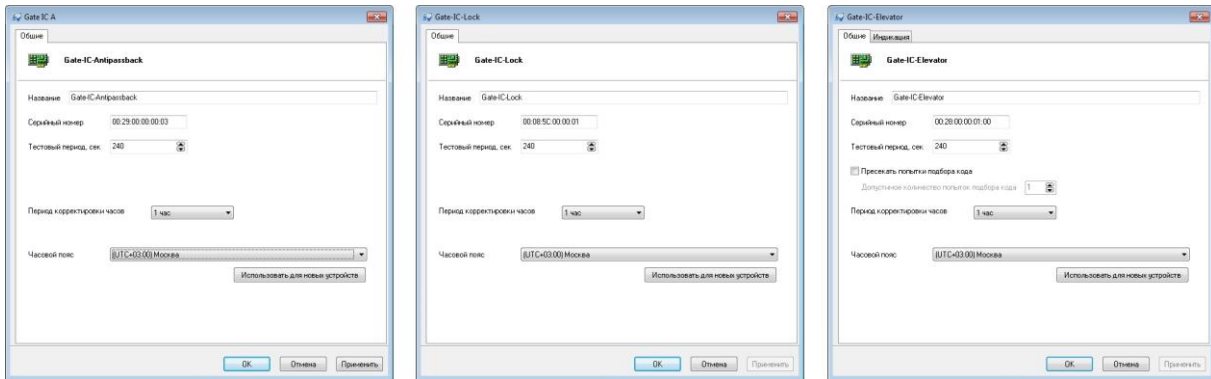 Gate IC A
Общие
Gate-IC-Antipassback
Название Gate-IC-Antipassback
Серийный номер 00:29:00:00:00:03
Тестовый период, сек. 240
Период корректировки часов 1 час
Часовой пояс (UTC+03:00) Москва
Использовать для новых устройств
OK Отмена Применить
Gate-IC-Lock
Общие
Gate-IC-Lock
Название Gate-IC-Lock
Серийный номер 00:08:5C:00:00:01
Тестовый период, сек. 240
Период корректировки часов 1 час
Часовой пояс (UTC+03:00) Москва
Использовать для новых устройств
OK Отмена Применить
Gate-IC-Elevator
Общие Индикация
Gate-IC-Elevator
Название Gate-IC-Elevator
Серийный номер 00:28:00:00:01:00
Тестовый период, сек. 240
Пресекать попытки подбора кода
Допустимое количество попыток подбора кода 1
Период корректировки часов 1 час
Часовой пояс (UTC+03:00) Москва
Использовать для новых устройств
OK Отмена Применить